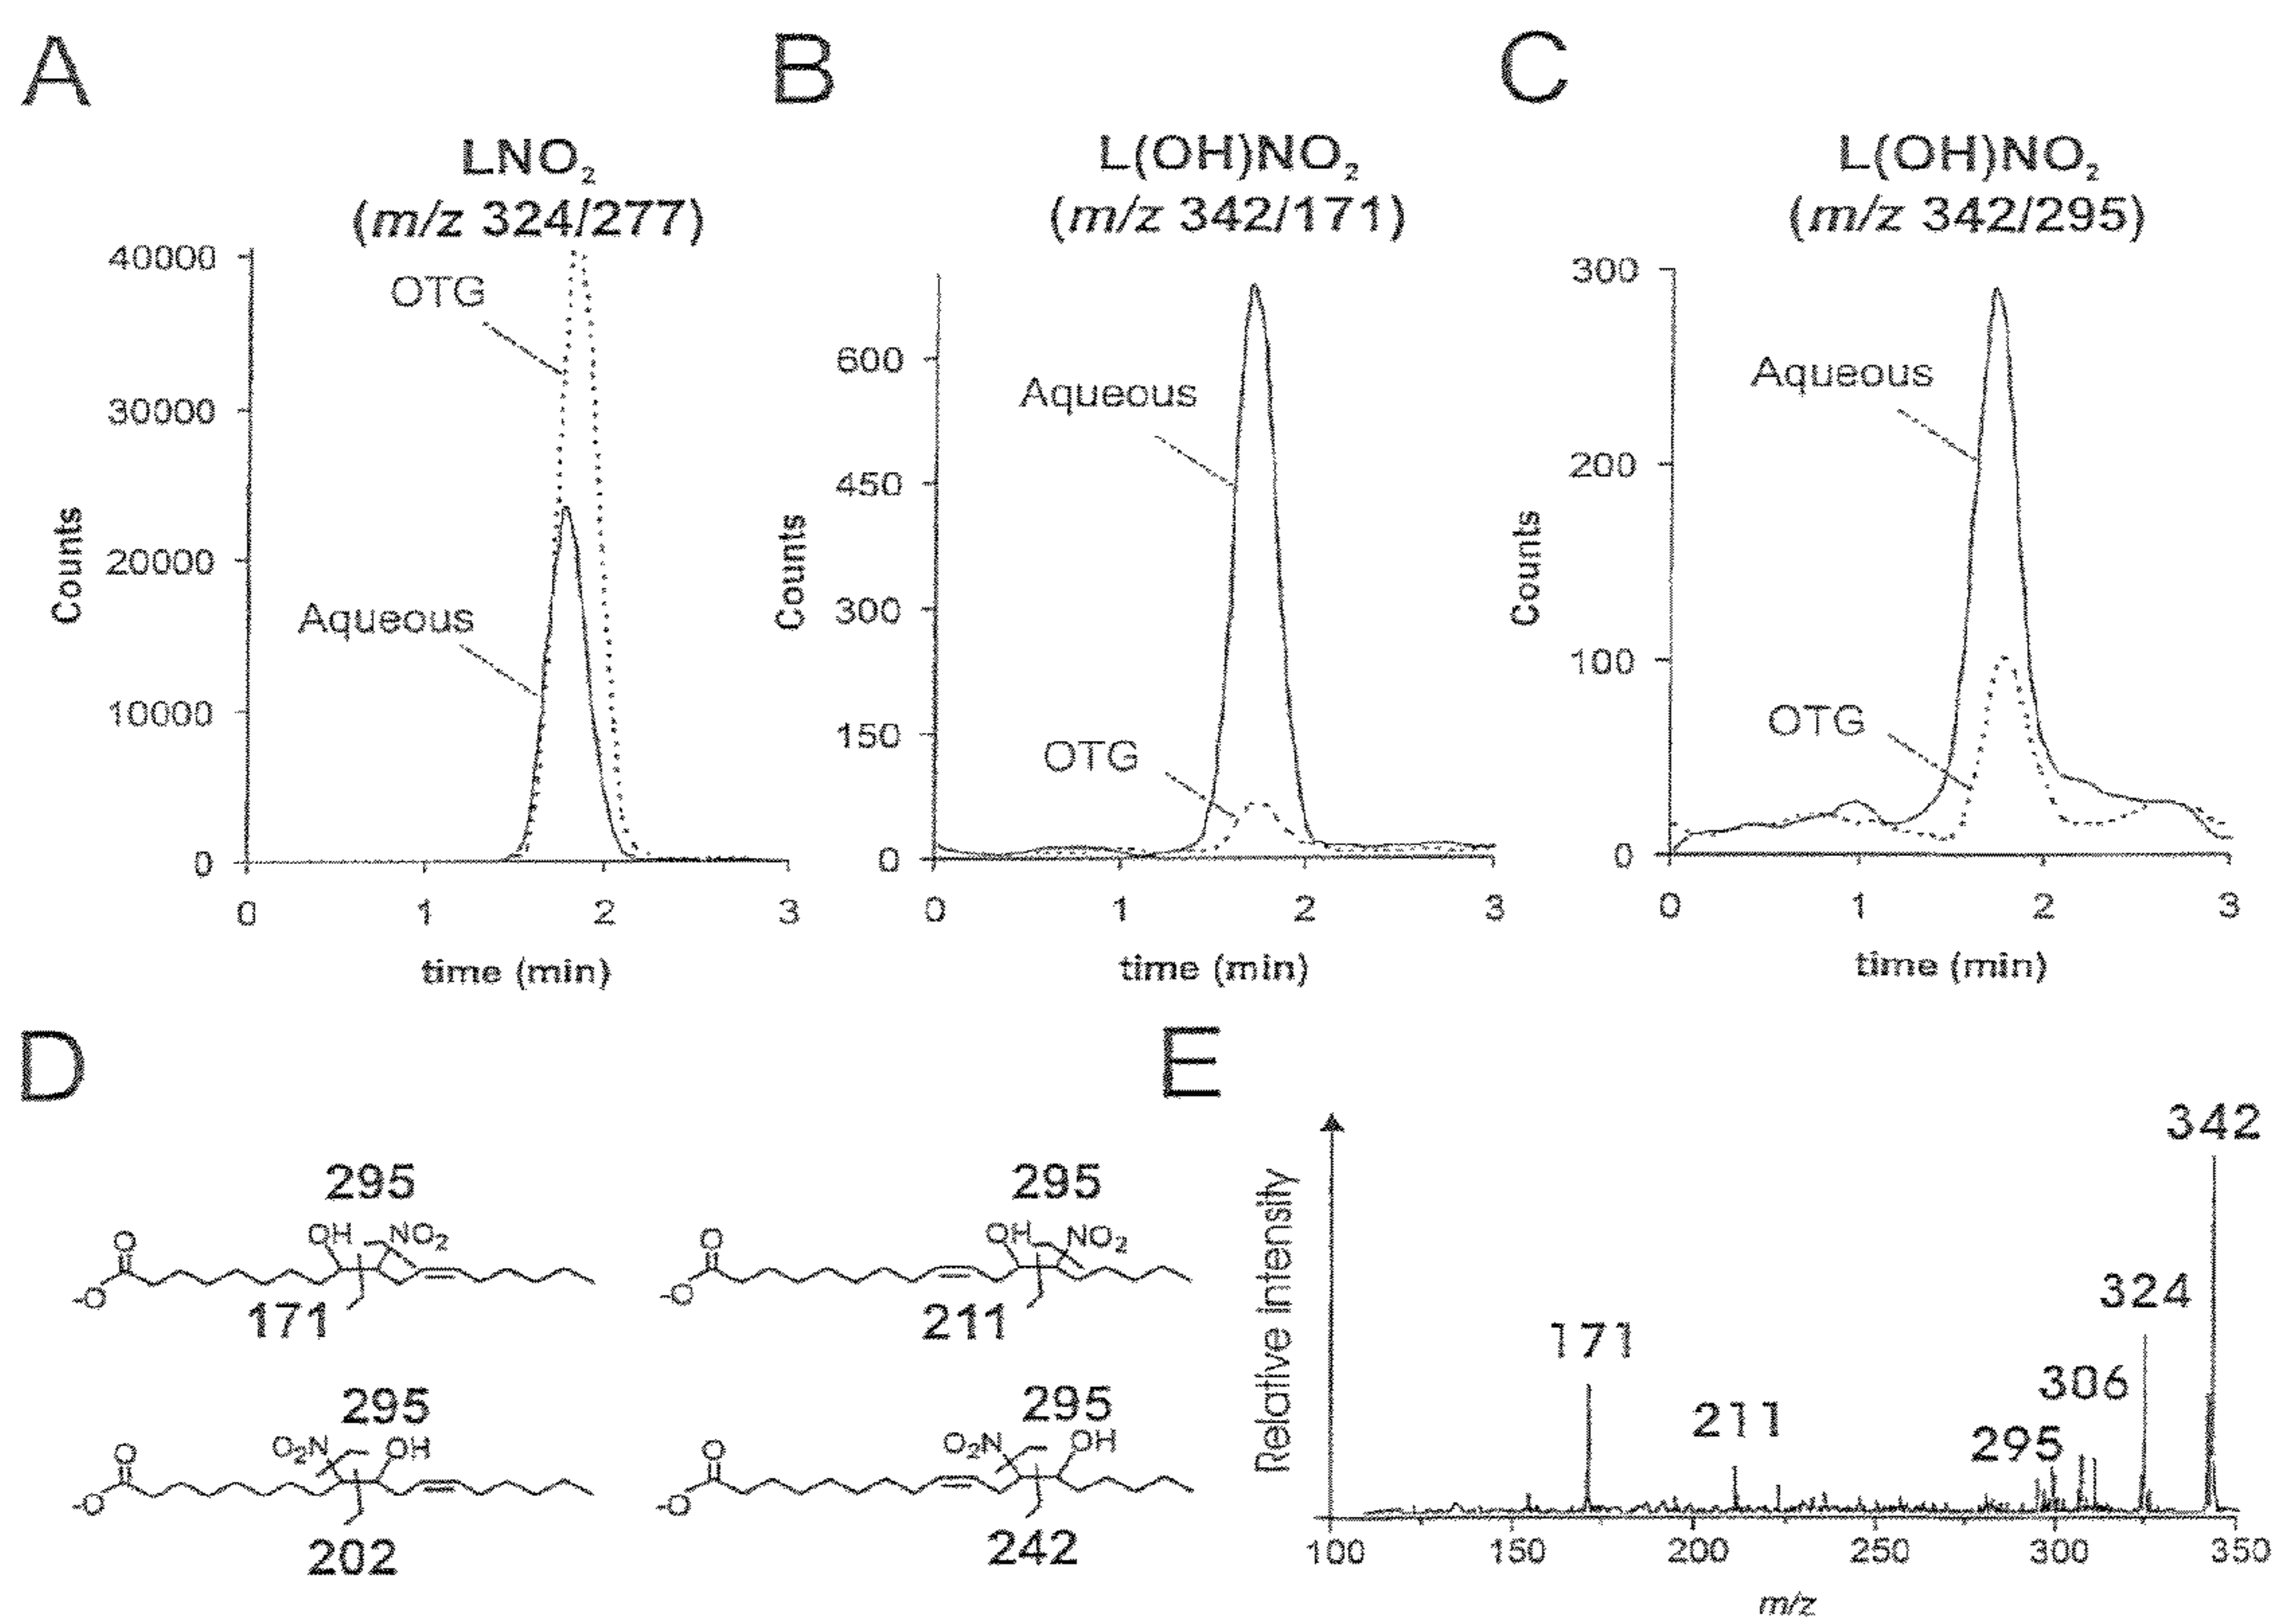 A
LNO₂
(m/z 324/277)
40000
30000
20000
10000
0
Counts
OTG
Aqueous
0 1 2 3
time (min)
B
L(OH)NO₂
(m/z 342/171)
600
450
300
150
0
Counts
Aqueous
OTG
0 1 2 3
time (min)
C
L(OH)NO₂
(m/z 342/295)
300
200
100
0
Counts
Aqueous
OTG
0 1 2 3
time (min)
D
295
O OH NO₂
-O
171
295
O OH NO₂
-O
211
295
O O₂N OH
-O
202
295
O O₂N OH
-O
242
E
Relative intensity
342
324
306
295
211
171
100 150 200 250 300 350
m/z